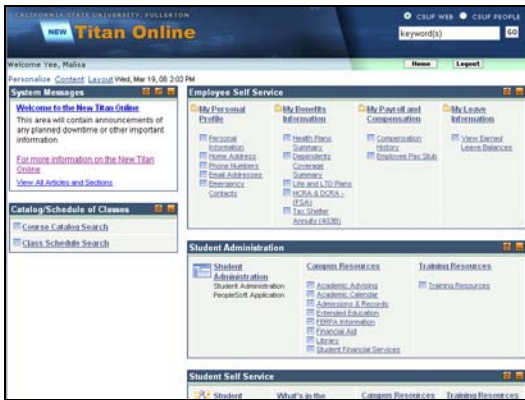 CALIFORNIA STATE UNIVERSITY, FULLERTON
CSUF WEB CSUF PEOPLE
NEW Titan Online
keyword(s) GO
Welcome Yee, Malisa
Home Logout
Personalize Content Layout Wed, Mar 19, 08 2:02 PM
System Messages
Welcome to the New Titan Online
This area will contain announcements of
any planned downtime or other important
information.
For more information on the New Titan
Online
View All Articles and Sections
Catalog/Schedule of Classes
Course Catalog Search
Class Schedule Search
Employee Self Service
My Personal
Profile
Personal
Information
Home Address
Phone Numbers
Email Addresses
Emergency
Contacts
My Benefits
Information
Health Plans
Summary
Dependents
Coverage
Summary
Life and LTD Plans
HCRA & DCRA -
(FSA)
Tax Shelter
Annuity (403B)
My Payroll and
Compensation
Compensation
History
Employee Pay Stub
My Leave
Information
View Earned
Leave Balances
Student Administration
Student
Administration
Student Administration
PeopleSoft Application
Campus Resources
Academic Advising
Academic Calendar
Admissions & Records
Extended Education
FERPA Information
Financial Aid
Library
Student Financial Services
Training Resources
Training Resources
Student Self Service
Student
What's in the
Campus Resources
Training Resources